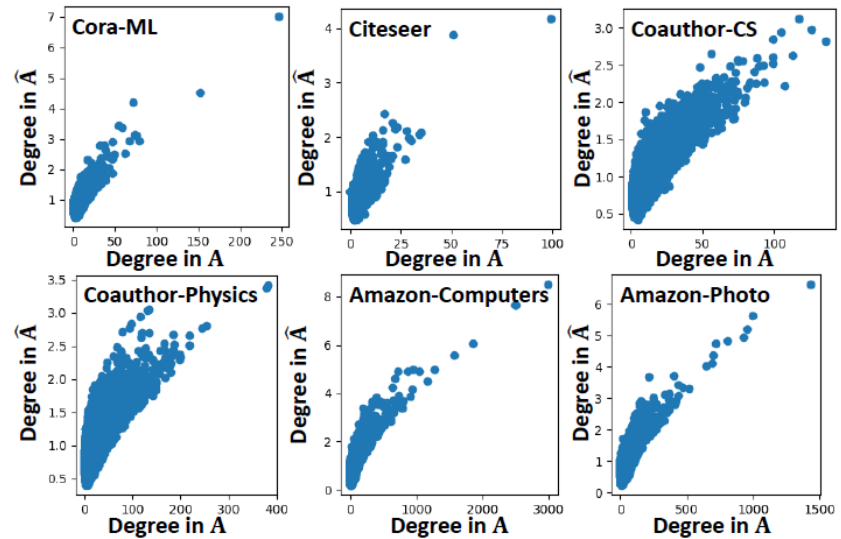 Cora-ML
7
6
5
4
3
2
1
0 50 100 150 200 250
Degree in Â
Degree in A
Citeseer
4
3
2
1
0 25 50 75 100
Degree in Â
Degree in A
Coauthor-CS
3.0
2.5
2.0
1.5
1.0
0.5
0 50 100
Degree in Â
Degree in A
Coauthor-Physics
3.5
3.0
2.5
2.0
1.5
1.0
0.5
0 100 200 300 400
Degree in Â
Degree in A
Amazon-Computers
8
6
4
2
0
0 1000 2000 3000
Degree in Â
Degree in A
Amazon-Photo
6
5
4
3
2
1
0
0 500 1000 1500
Degree in Â
Degree in A